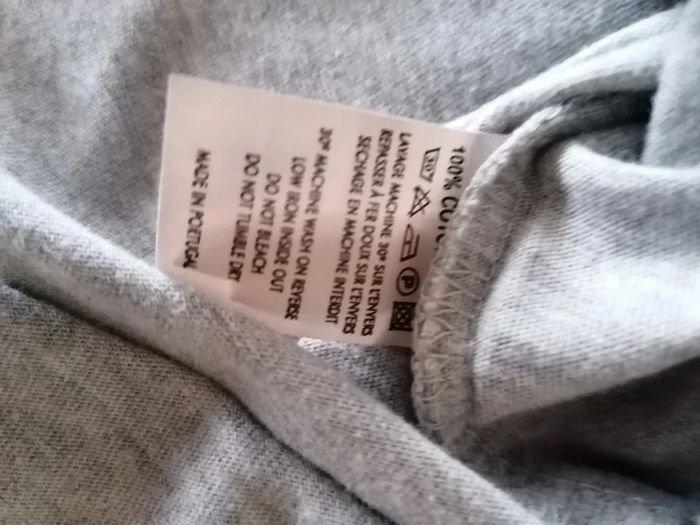 100%
30° P
LAVAGE MACHINE 30° SUR L'ENVERS
REPASSER À FER DOUX SUR L'ENVERS
SECHAGE EN MACHINE INTERDIT
30° MACHINE WASH ON REVERSE
LOW IRON INSIDE OUT
DO NOT BLEACH
DO NOT TUMBLE DRY
MADE IN PORTUGAL